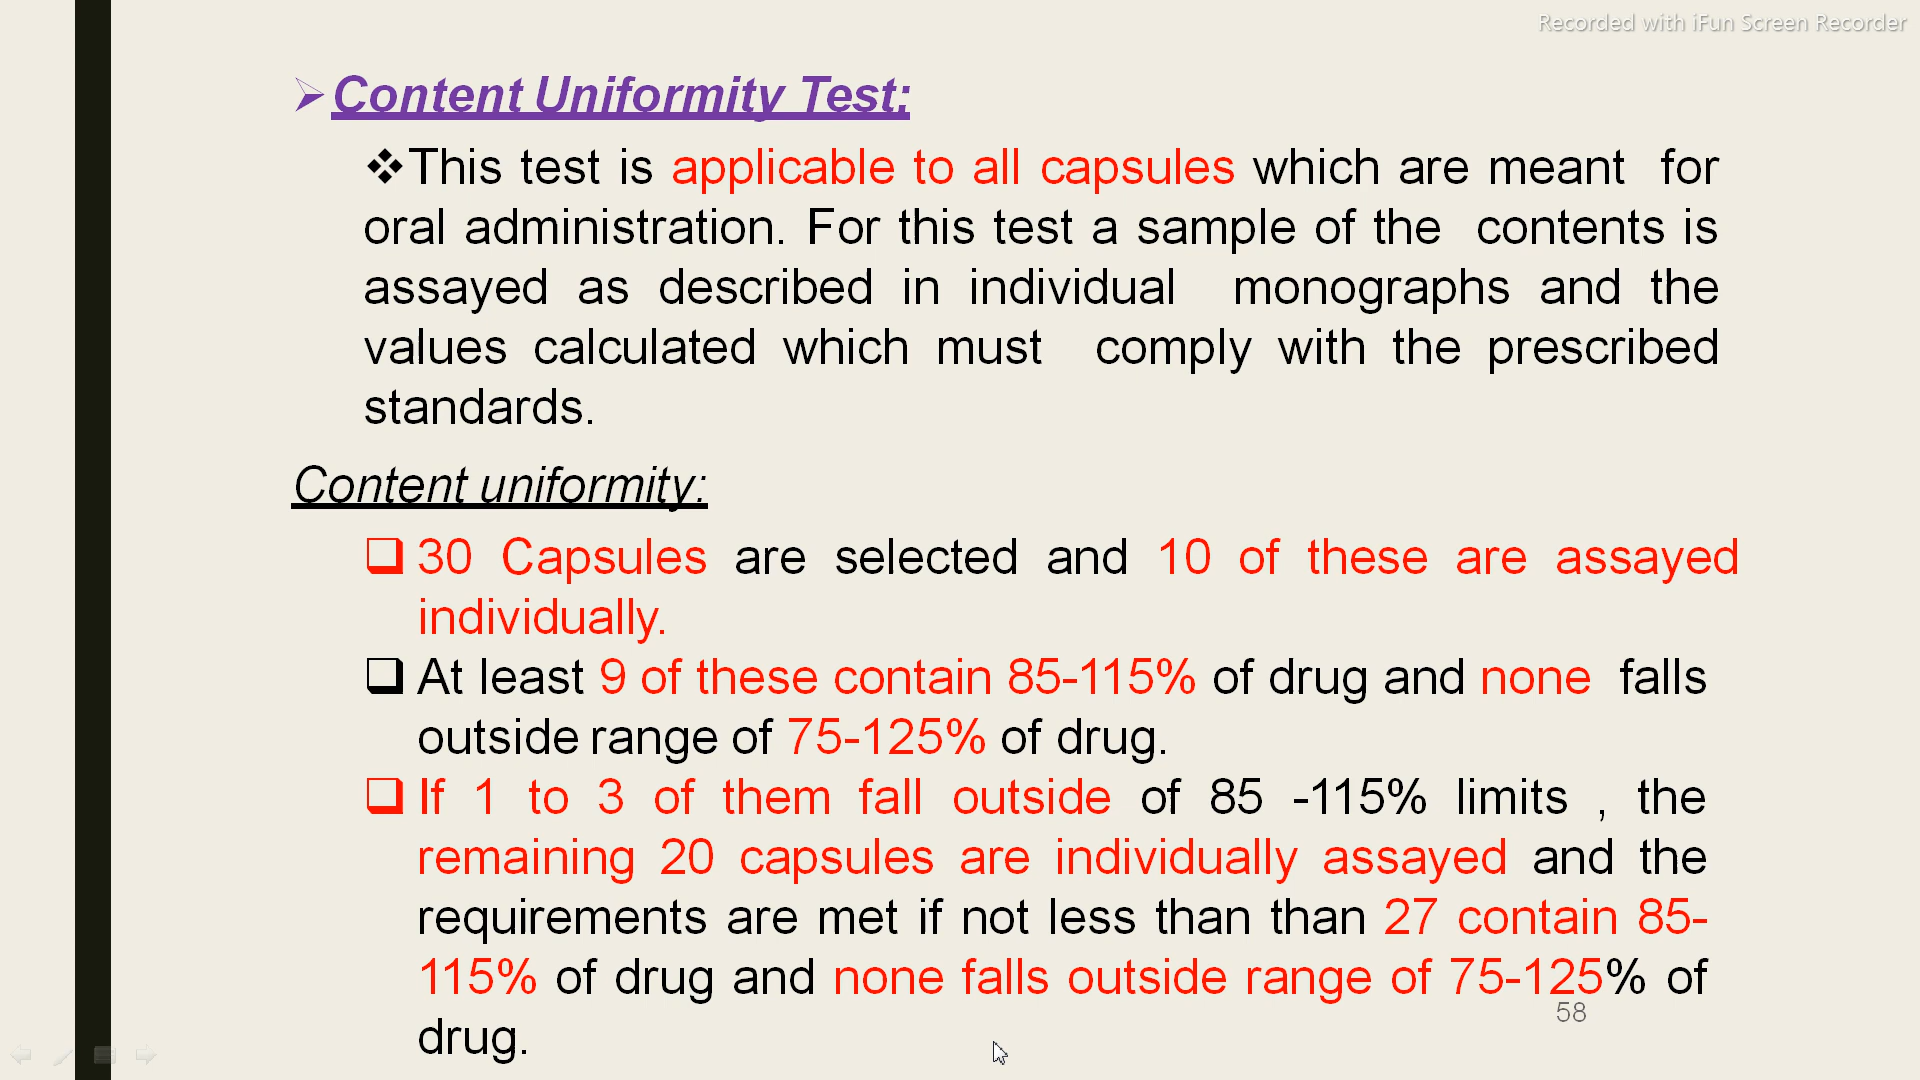 Recorded with iFun Screen Recorder
Content Uniformity Test:
This test is applicable to all capsules which are meant for
oral administration. For this test a sample of the contents is
assayed as described in individual monographs and the
values calculated which must comply with the prescribed
standards.
Content uniformity:
30 Capsules are selected and 10 of these are assayed
individually.
At least 9 of these contain 85-115% of drug and none falls
outside range of 75-125% of drug.
If 1 to 3 of them fall outside of 85 -115% limits , the
remaining 20 capsules are individually assayed and the
requirements are met if not less than than 27 contain 85-
115% of drug and none falls outside range of 75-125% of
drug.
58